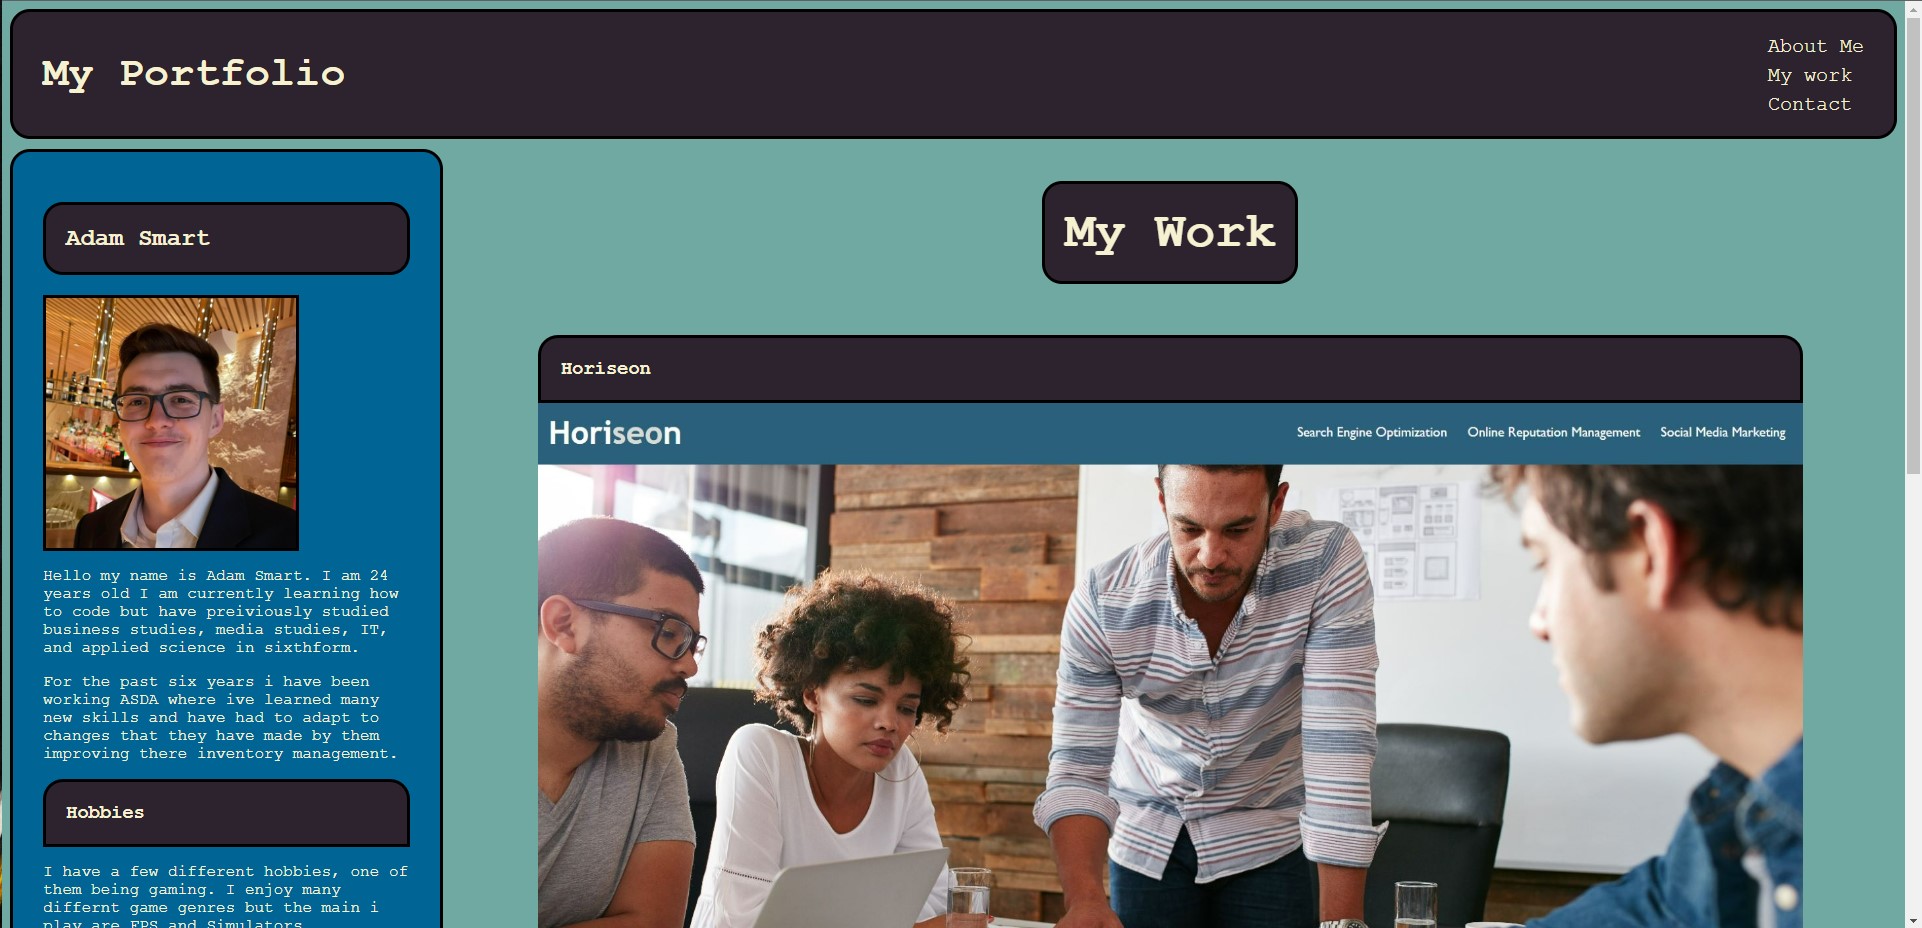 My Portfolio
About Me
My work
Contact
Adam Smart
Hello my name is Adam Smart. I am 24
years old I am currently learning how
to code but have preiviously studied
business studies, media studies, IT,
and applied science in sixthform.
For the past six years i have been
working ASDA where ive learned many
new skills and have had to adapt to
changes that they have made by them
improving there inventory management.
Hobbies
I have a few different hobbies, one of
them being gaming. I enjoy many
differnt game genres but the main i
play are FPS and Simulators
My Work
Horiseon
Horiseon
Search Engine Optimization Online Reputation Management Social Media Marketing